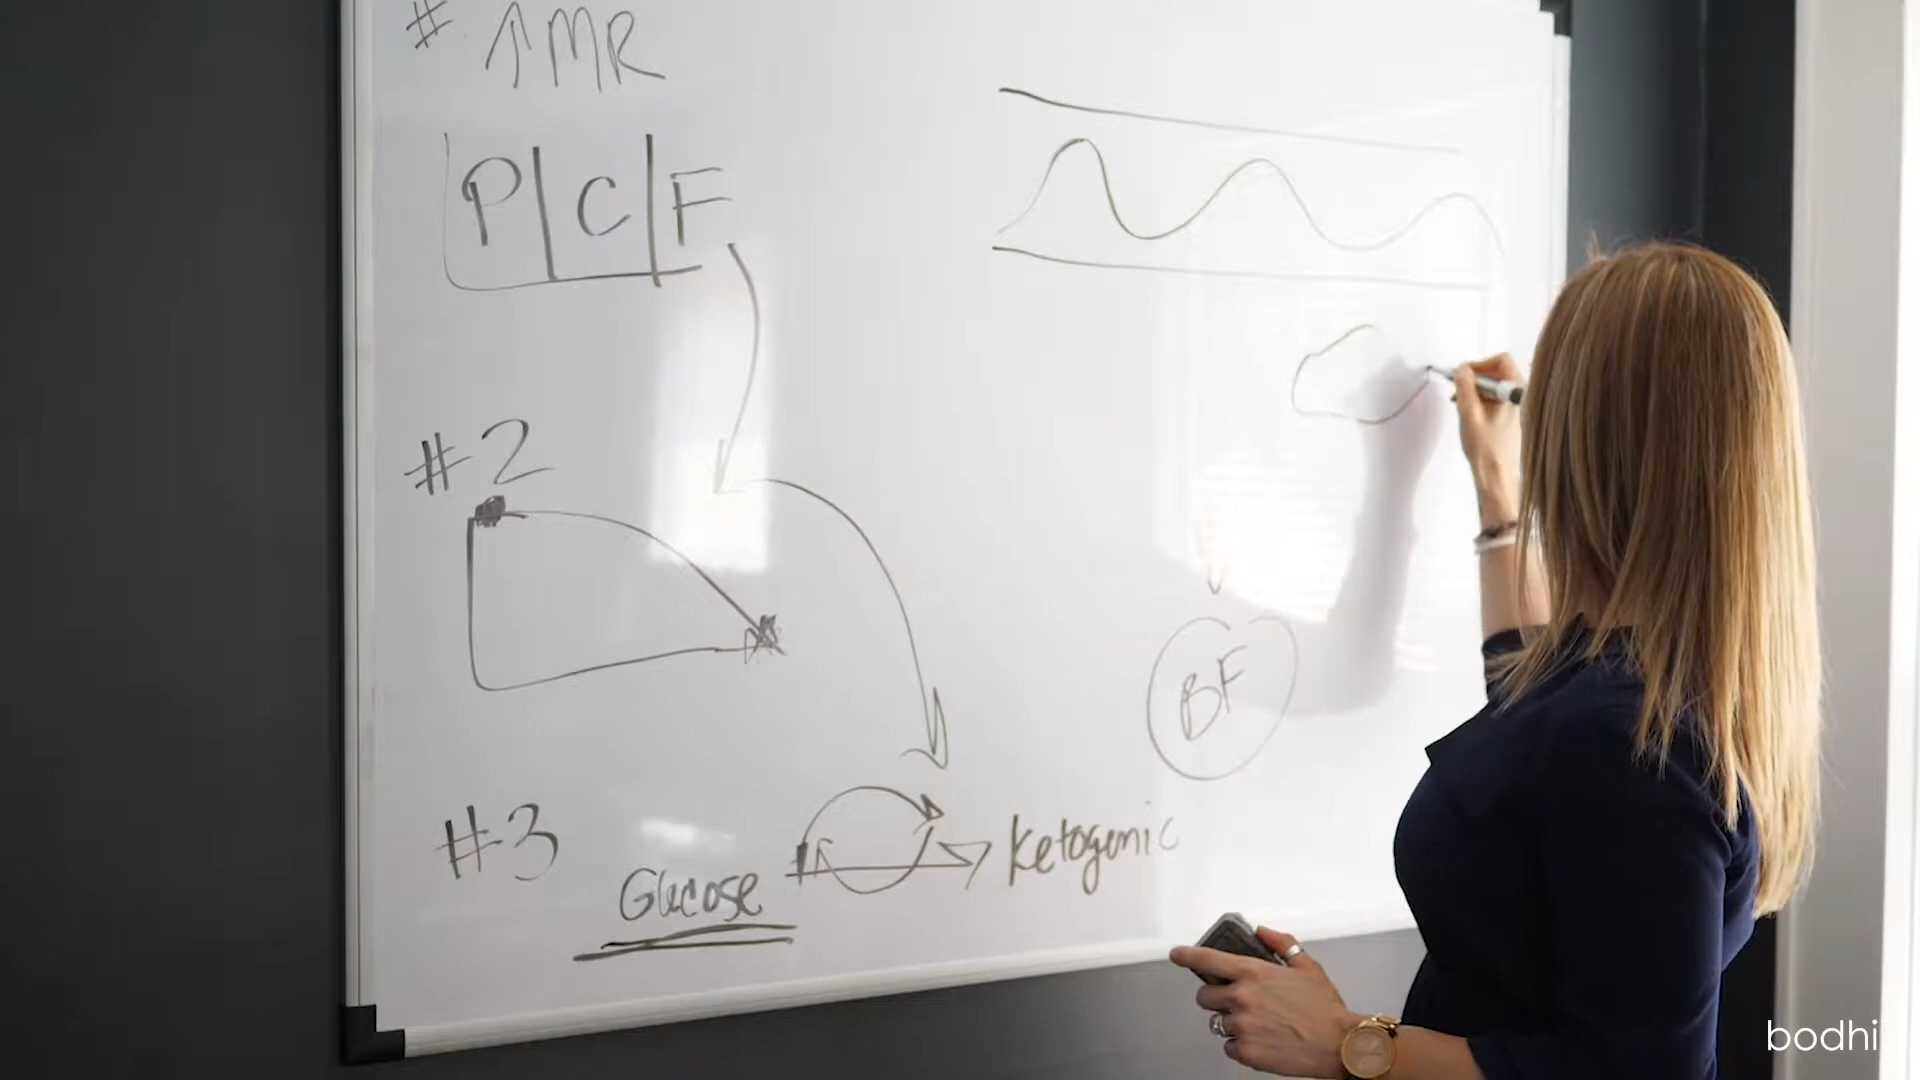 # ↑MR
P|C|F
#2
BF
#3
Glucose
Ketogenic
bodhi